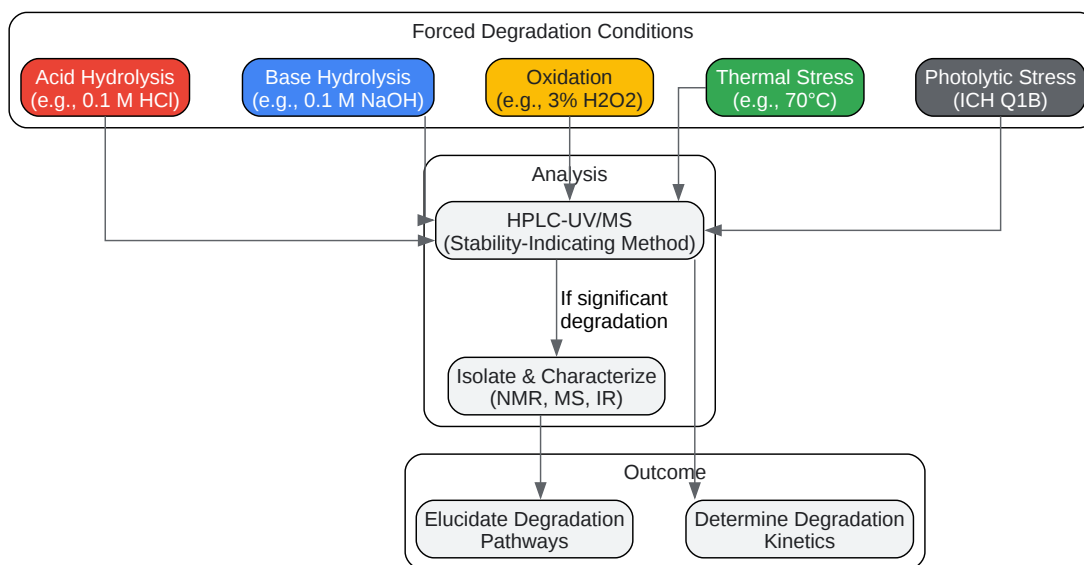 Forced Degradation Conditions
Acid Hydrolysis
(e.g., 0.1 M HCl)
Base Hydrolysis
(e.g., 0.1 M NaOH)
Oxidation
(e.g., 3% H2O2)
Thermal Stress
(e.g., 70°C)
Photolytic Stress
(ICH Q1B)
Analysis
HPLC-UV/MS
(Stability-Indicating Method)
If significant
degradation
Isolate & Characterize
(NMR, MS, IR)
Outcome
Elucidate Degradation
Pathways
Determine Degradation
Kinetics